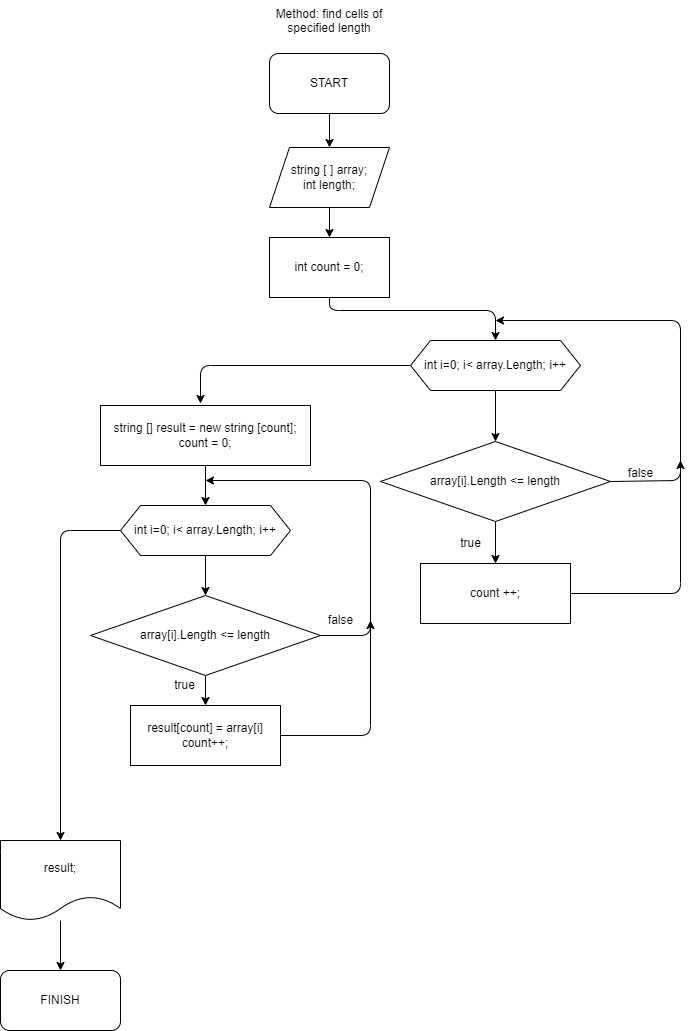 Method: find cells of
specified length
START
string [ ] array;
int length;
int count = 0;
int i=0; i< array.Length; i++
string [] result = new string [count];
count = 0;
array[i].Length <= length
false
true
count ++;
int i=0; i< array.Length; i++
array[i].Length <= length
false
true
result[count] = array[i]
count++;
result;
FINISH